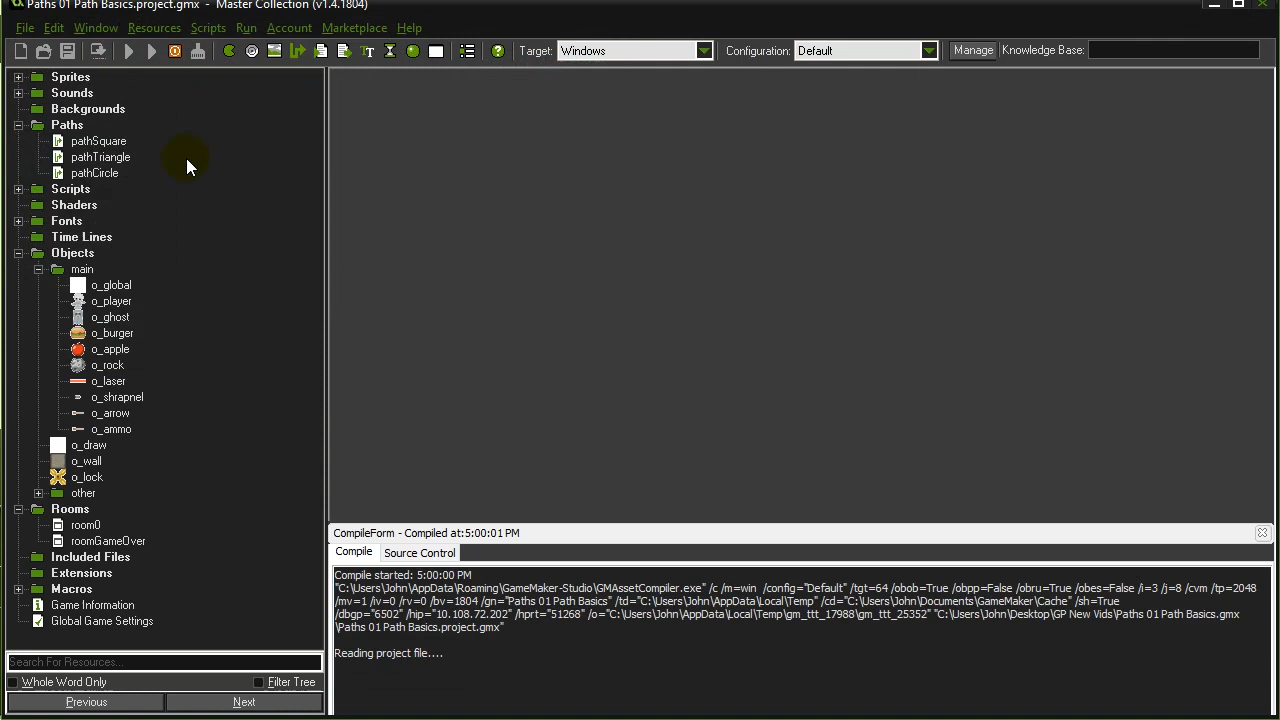 Paths 01 Path Basics.project.gmx - Master Collection (v1.4.1804)
File Edit Window Resources Scripts Run Account Marketplace Help
Target: Windows Configuration: Default Manage Knowledge Base:
Sprites
Sounds
Backgrounds
Paths
pathSquare
pathTriangle
pathCircle
Scripts
Shaders
Fonts
Time Lines
Objects
main
o_global
o_player
o_ghost
o_burger
o_apple
o_rock
o_laser
o_shrapnel
o_arrow
o_ammo
o_draw
o_wall
o_lock
other
Rooms
room0
roomGameOver
Included Files
Extensions
Macros
Game Information
Global Game Settings
Search For Resources...
Whole Word Only Filter Tree
Previous Next
CompileForm - Compiled at:5:00:01 PM
Compile Source Control
Compile started: 5:00:00 PM
"C:\Users\John\AppData\Roaming\GameMaker-Studio\GMAssetCompiler.exe" /c /m=win /config="Default" /tgt=64 /obob=True /obpp=False /obru=True /obes=False /i=3 /j=8 /cvm /tp=2048
/mv=1 /iv=0 /rv=0 /bv=1804 /gn="Paths 01 Path Basics" /td="C:\Users\John\AppData\Local\Temp" /cd="C:\Users\John\Documents\GameMaker\Cache" /sh=True
/dbgp="6502" /hip="10.108.72.202" /hprt="51268" /o="C:\Users\John\AppData\Local\Temp\gm_ttt_17988\gm_ttt_25352" "C:\Users\John\Desktop\GP New Vids\Paths 01 Path Basics.gmx
\Paths 01 Path Basics.project.gmx"
Reading project file....